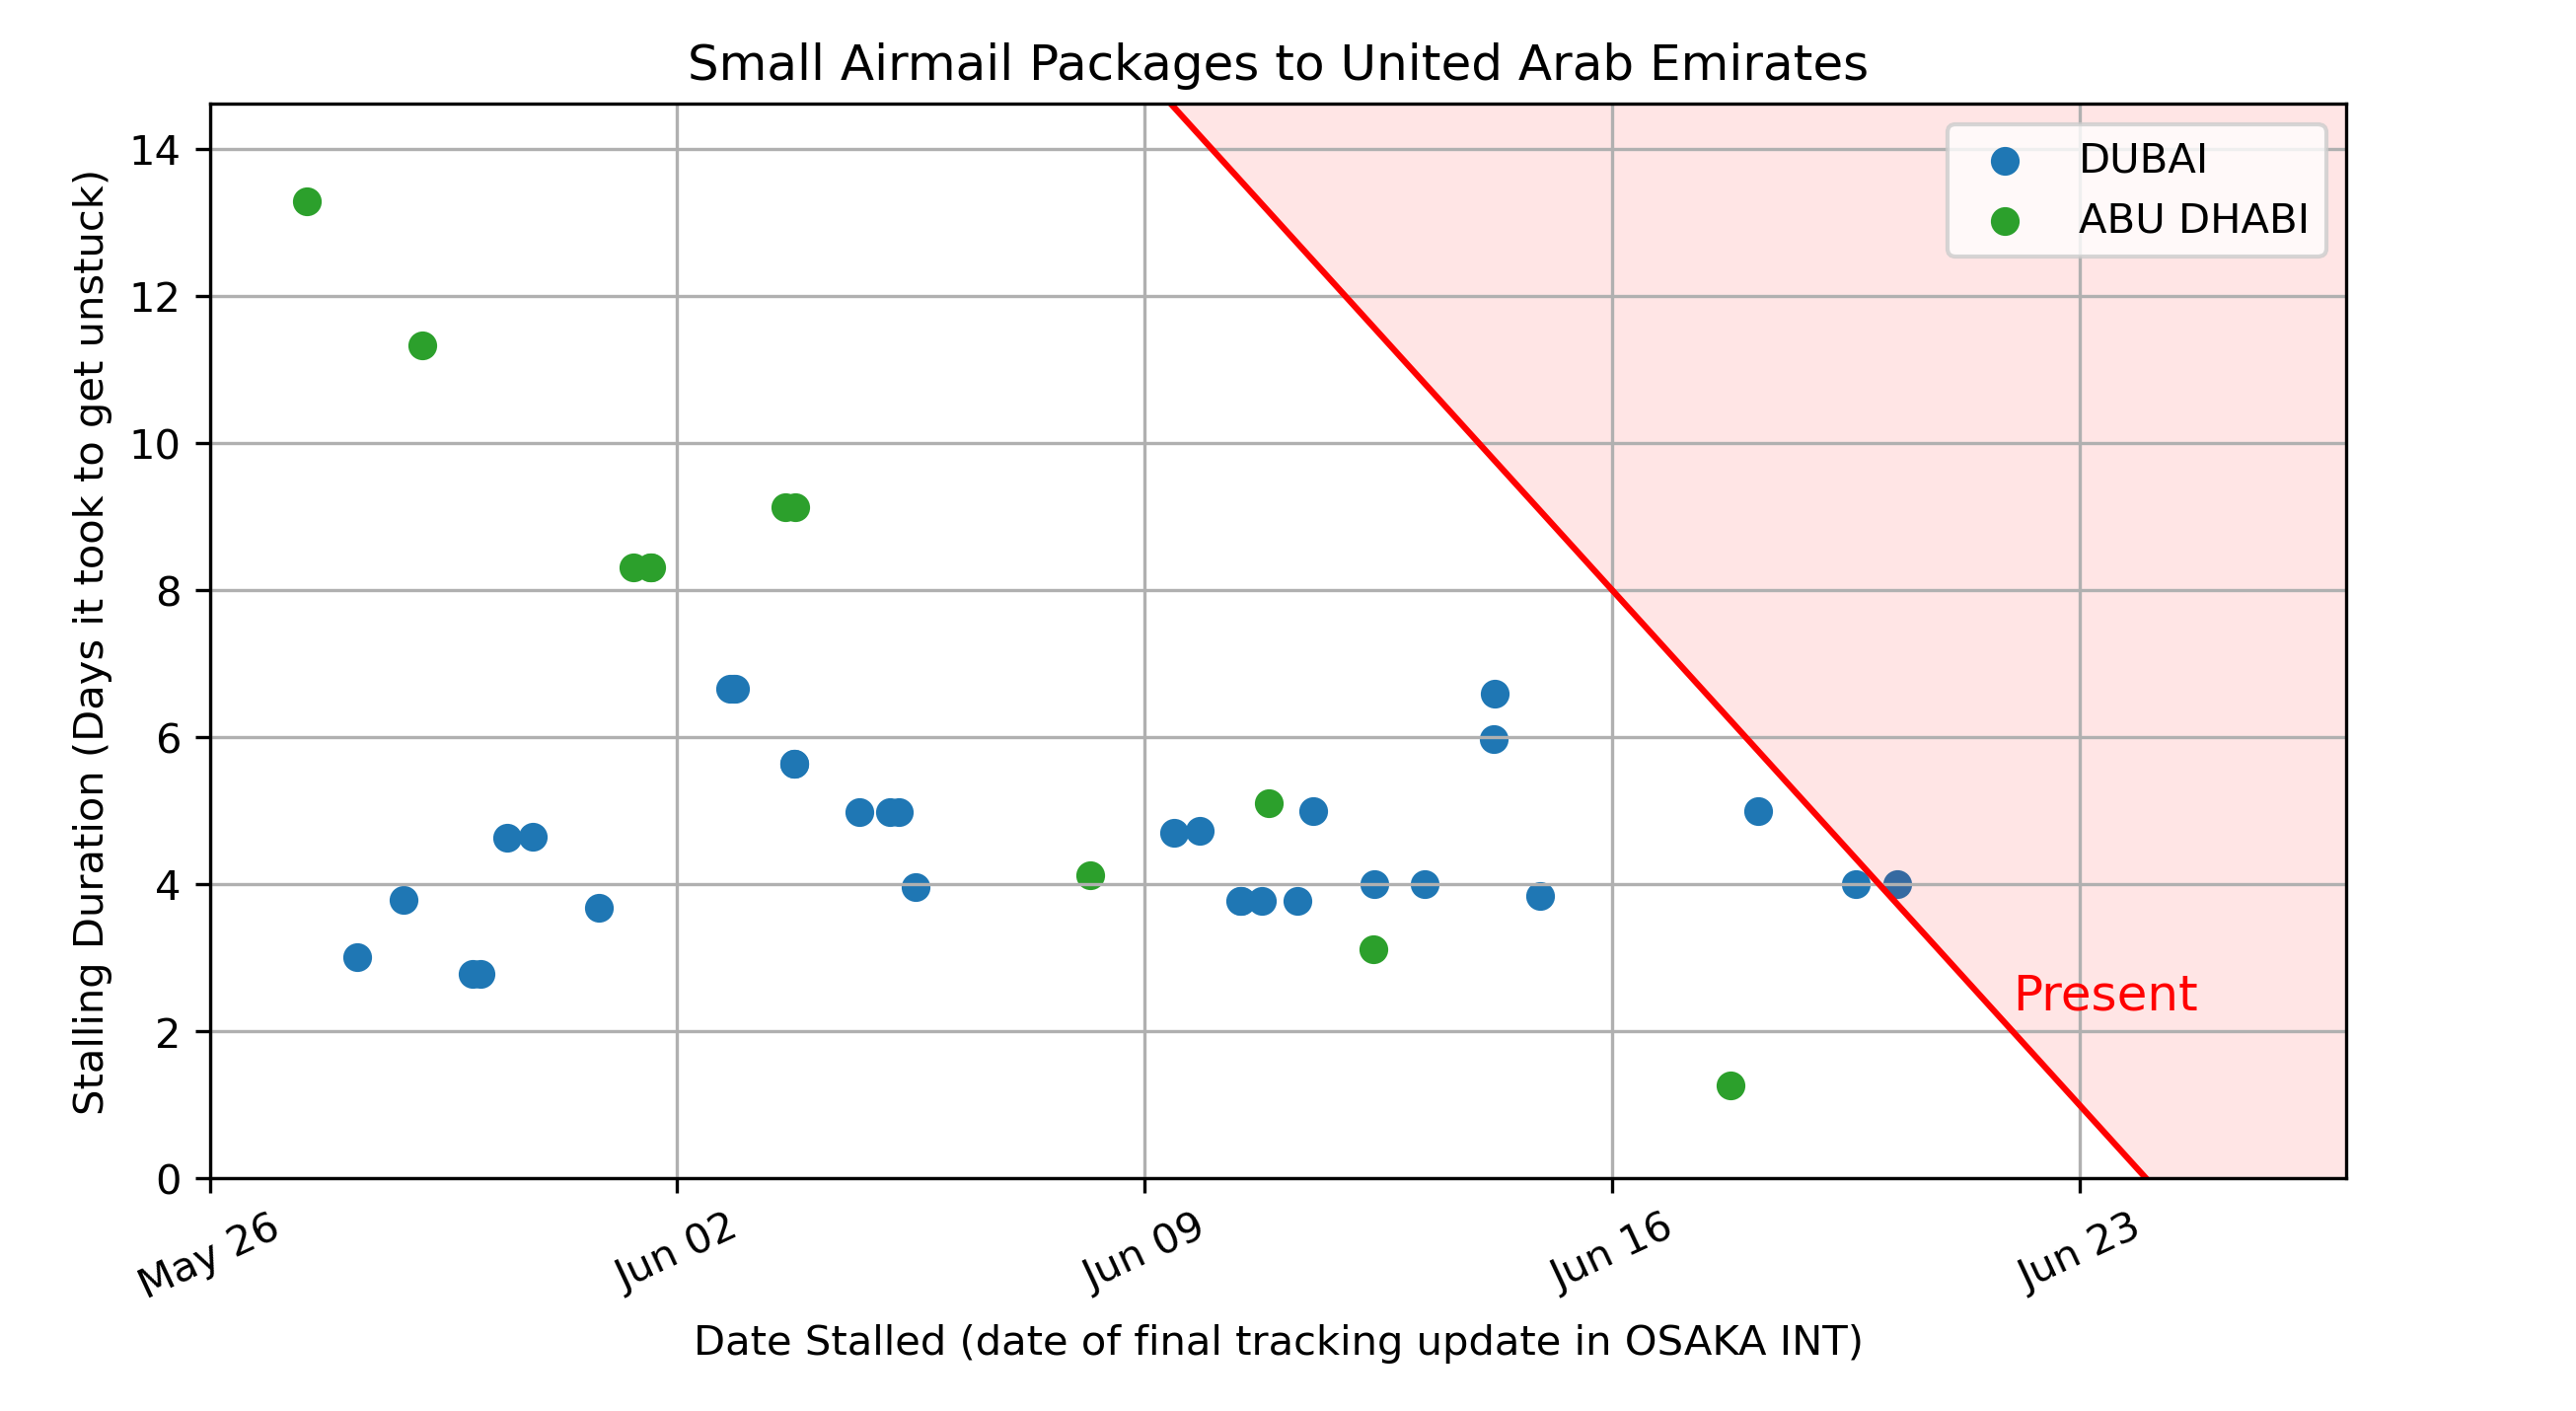 Small Airmail Packages to United Arab Emirates
DUBAI
ABU DHABI
Stalling Duration (Days it took to get unstuck)
14
12
10
8
6
4
2
0
Present
May 26
Jun 02
Jun 09
Jun 16
Jun 23
Date Stalled (date of final tracking update in OSAKA INT)